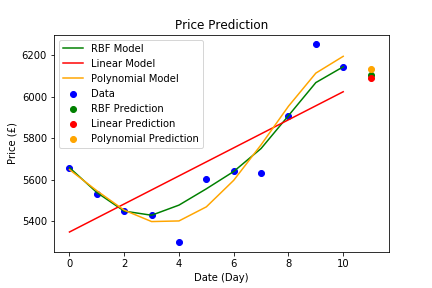 Price Prediction
RBF Model
Linear Model
Polynomial Model
Data
RBF Prediction
Linear Prediction
Polynomial Prediction
Price (£)
6200
6000
5800
5600
5400
0 2 4 6 8 10
Date (Day)